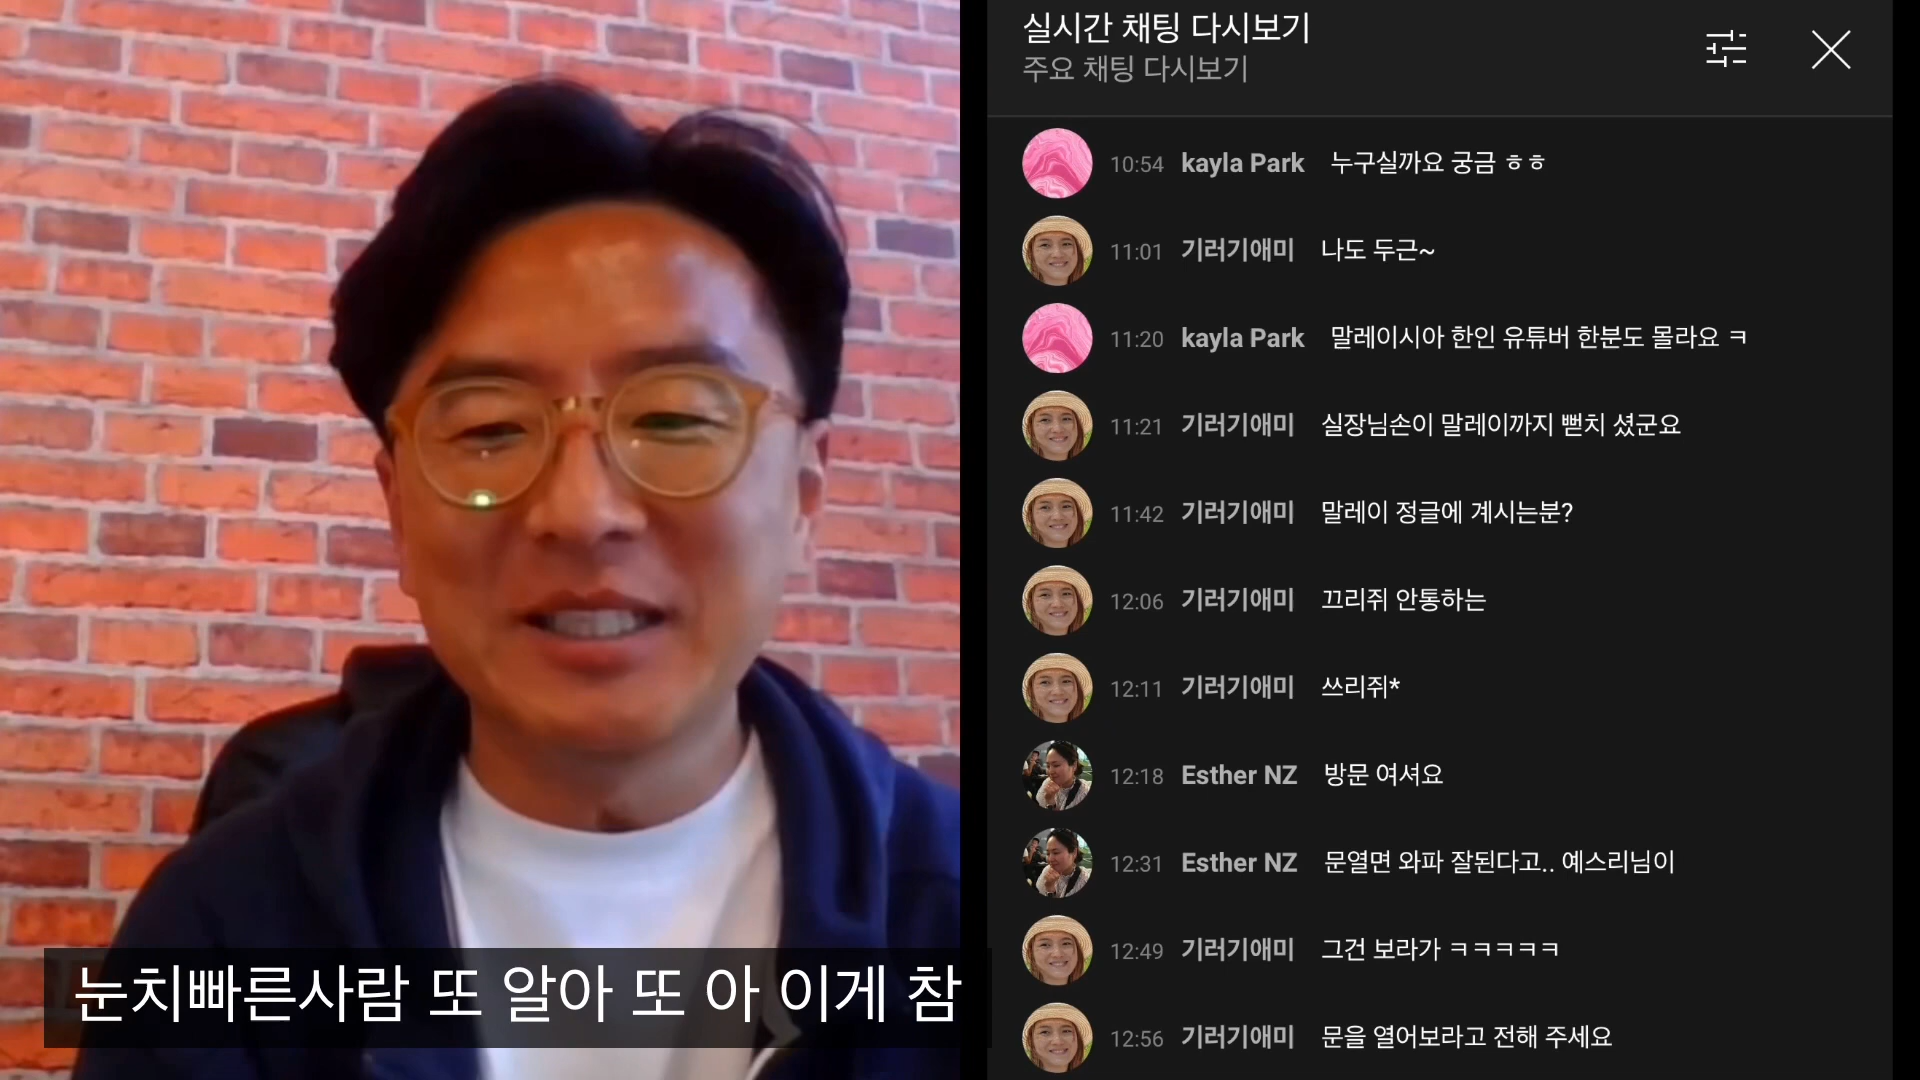 실시간 채팅 다시보기
주요 채팅 다시보기
10:54 kayla Park 누구실까요 궁금 ㅎㅎ
11:01 기러기애미 나도 두근~
11:20 kayla Park 말레이시아 한인 유튜버 한분도 몰라요 ㅋ
11:21 기러기애미 실장님손이 말레이까지 뻗치 셨군요
11:42 기러기애미 말레이 정글에 계시는분?
12:06 기러기애미 끄리쥐 안통하는
12:11 기러기애미 쓰리쥐*
12:18 Esther NZ 방문 여셔요
12:31 Esther NZ 문열면 와파 잘된다고.. 예스리님이
12:49 기러기애미 그건 보라가 ㅋㅋㅋㅋㅋ
12:56 기러기애미 문을 열어보라고 전해 주세요
눈치빠른사람 또 알아 또 아 이게 참